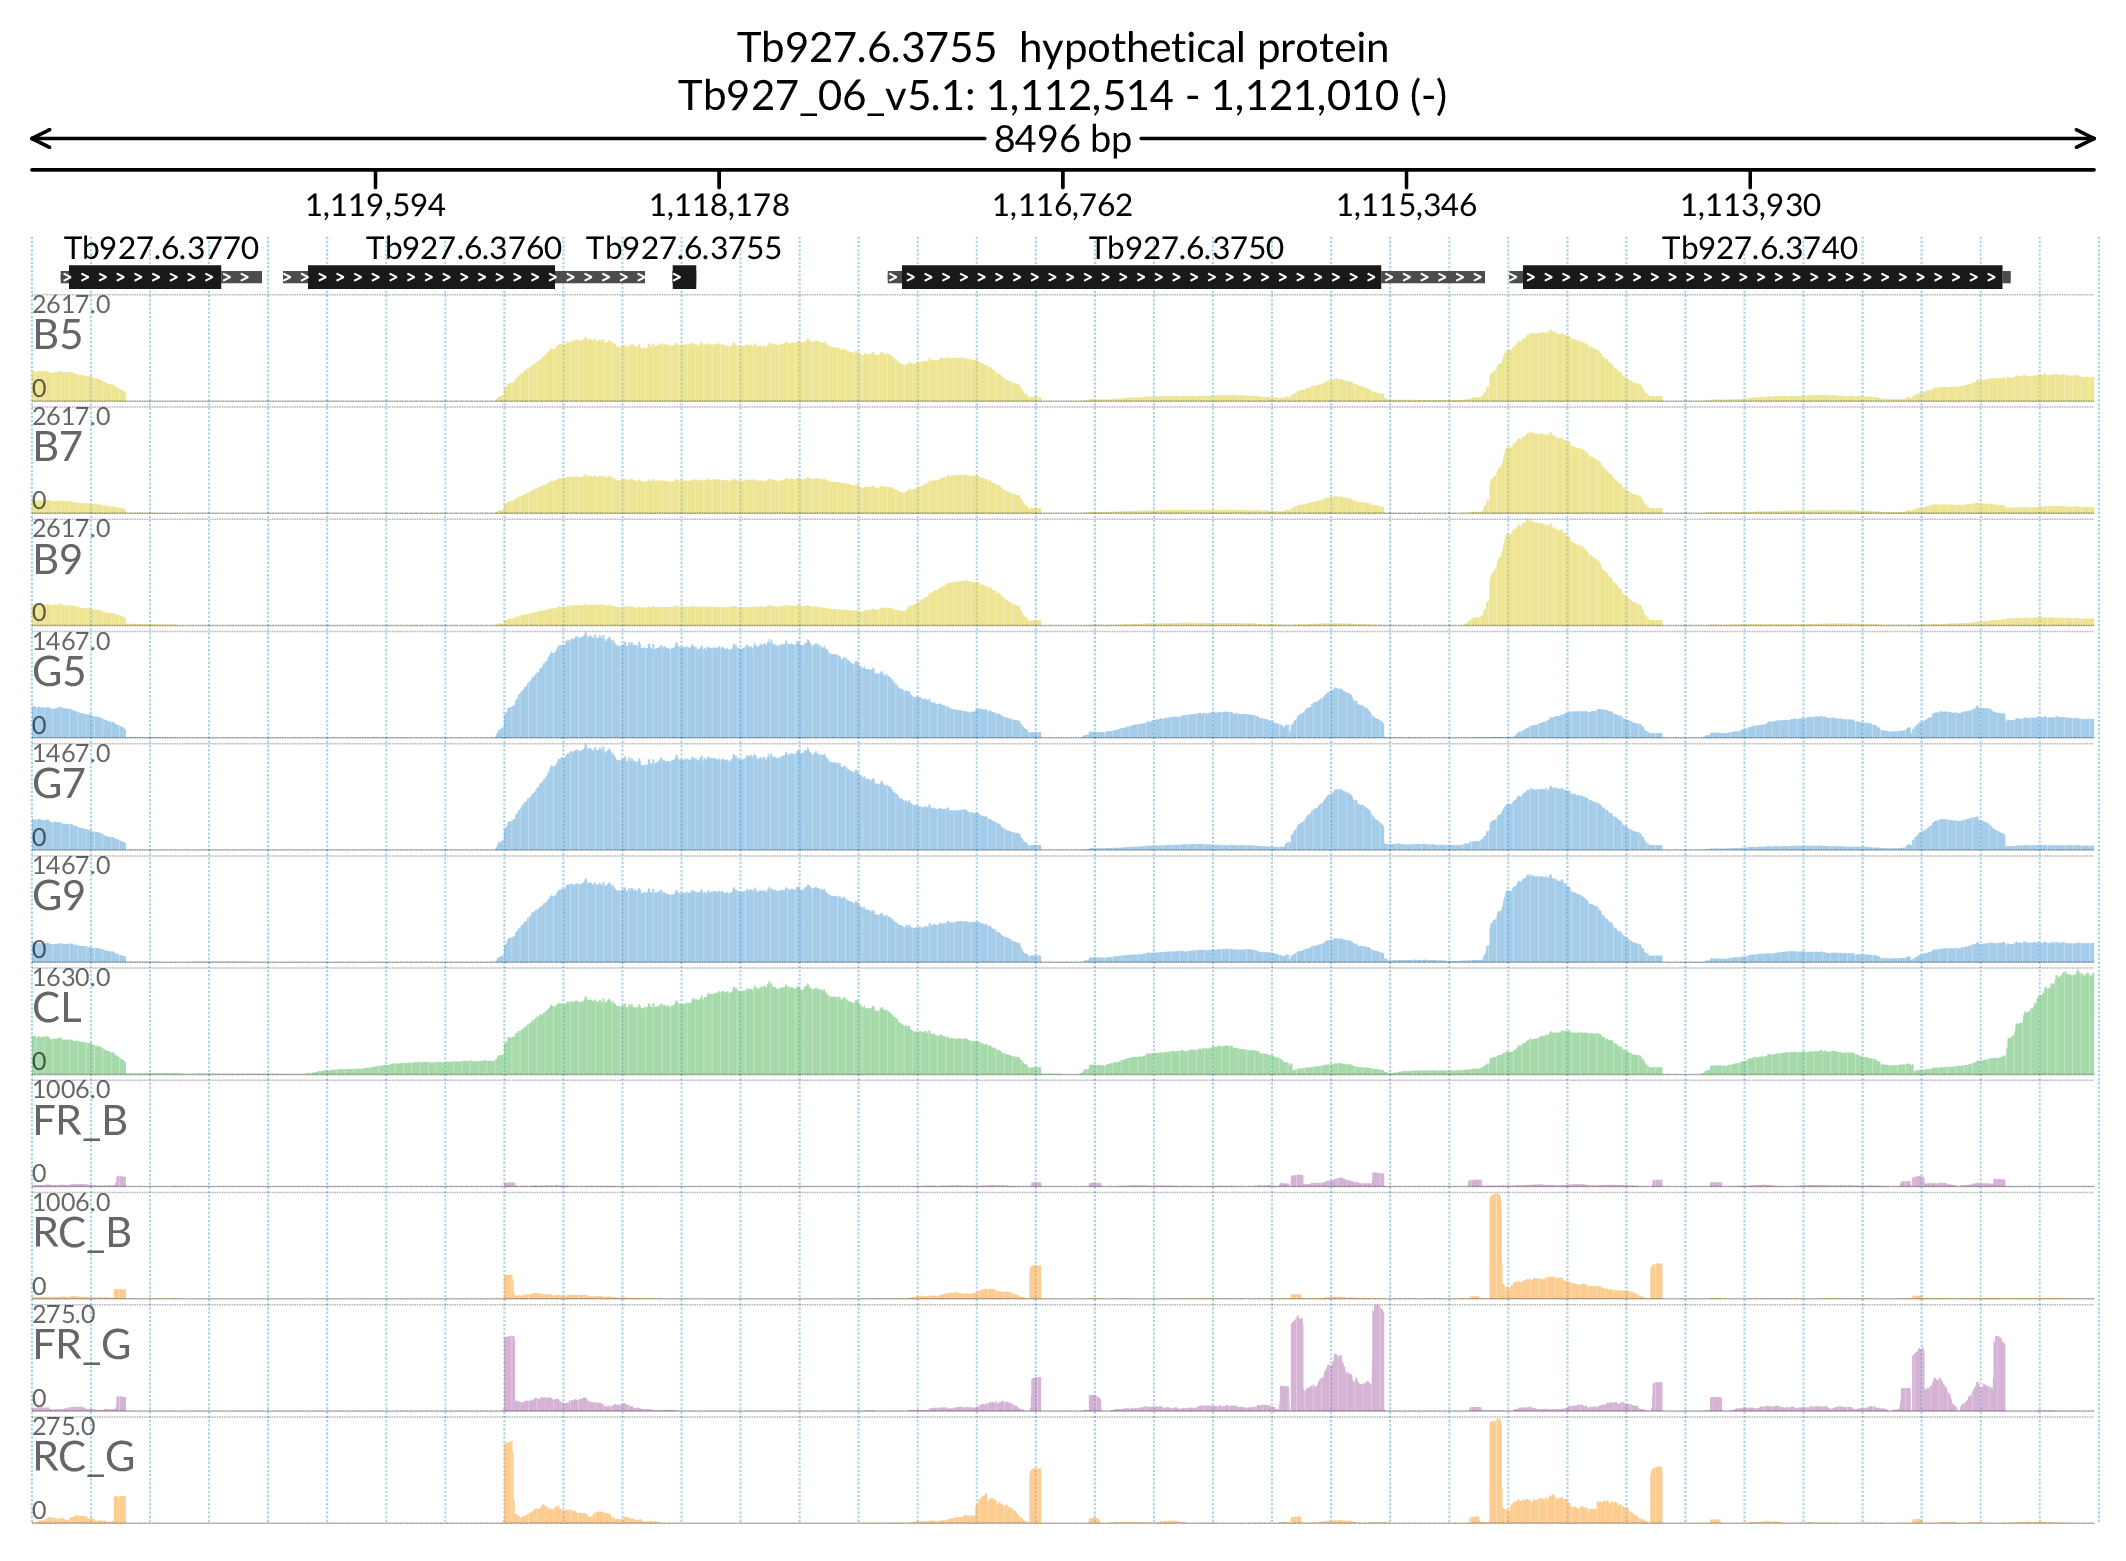 Tb927.6.3755 hypothetical protein
Tb927_06_v5.1: 1,112,514 - 1,121,010 (-)
8496 bp
1,119,594 1,118,178 1,116,762 1,115,346 1,113,930
Tb927.6.3770 Tb927.6.3760 Tb927.6.3755 Tb927.6.3750 Tb927.6.3740
2617.0
B5
0
2617.0
B7
0
2617.0
B9
0
1467.0
G5
0
1467.0
G7
0
1467.0
G9
0
1630.0
CL
0
1006.0
FR_B
0
1006.0
RC_B
0
275.0
FR_G
0
275.0
RC_G
0